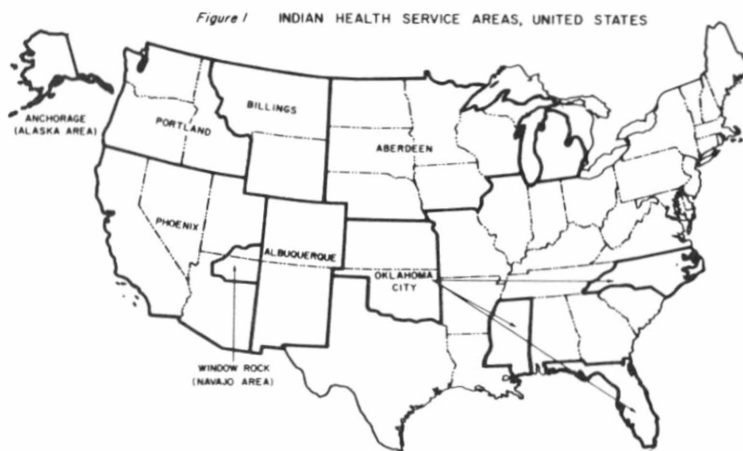 Figure 1 INDIAN HEALTH SERVICE AREAS, UNITED STATES
ANCHORAGE
(ALASKA AREA)
PORTLAND
BILLINGS
ABERDEEN
PHOENIX
ALBUQUERQUE
OKLAHOMA
CITY
WINDOW ROCK
(NAVAJO AREA)